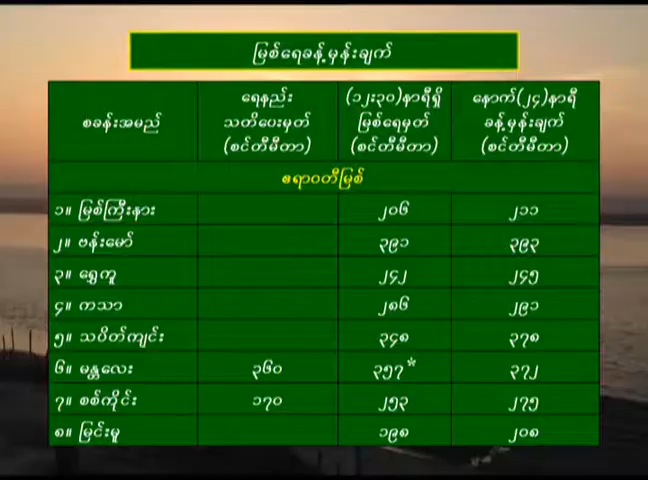 မြစ်ရေခန့်မှန်းချက်
စခန်းအမည် ရေနည်း သတိပေးမှတ် (စင်တီမီတာ) (၁၂း၃၀)နာရီရှိ မြစ်ရေမှတ် (စင်တီမီတာ) နောက်(၂၄)နာရီ ခန့်မှန်းချက် (စင်တီမီတာ)
ဧရာဝတီမြစ်
၁။ မြစ်ကြီးနား ၂၀၆ ၂၁၁
၂။ ဗန်းမော် ၃၉၁ ၃၉၃
၃။ ရွှေကူ ၂၄၂ ၂၄၅
၄။ ကသာ ၂၈၆ ၂၉၁
၅။ သပိတ်ကျင်း ၃၄၈ ၃၇၈
၆။ မန္တလေး ၃၆၀ ၃၅၇* ၃၇၂
၇။ စစ်ကိုင်း ၁၇၀ ၂၅၃ ၂၇၅
၈။ မြင်းမူ ၁၉၈ ၂၀၈